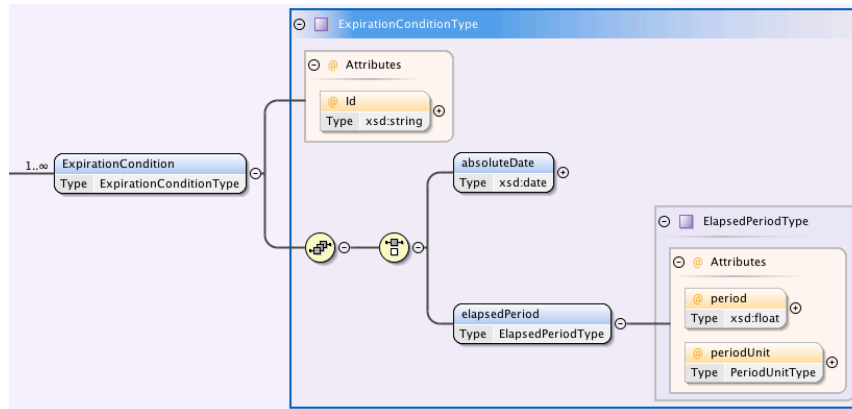 ExpirationConditionType
@ Attributes
@ Id
Type xsd:string
1..∞ ExpirationCondition
Type ExpirationConditionType
absoluteDate
Type xsd:date
ElapsedPeriodType
@ Attributes
@ period
Type xsd:float
elapsedPeriod
Type ElapsedPeriodType
@ periodUnit
Type PeriodUnitType